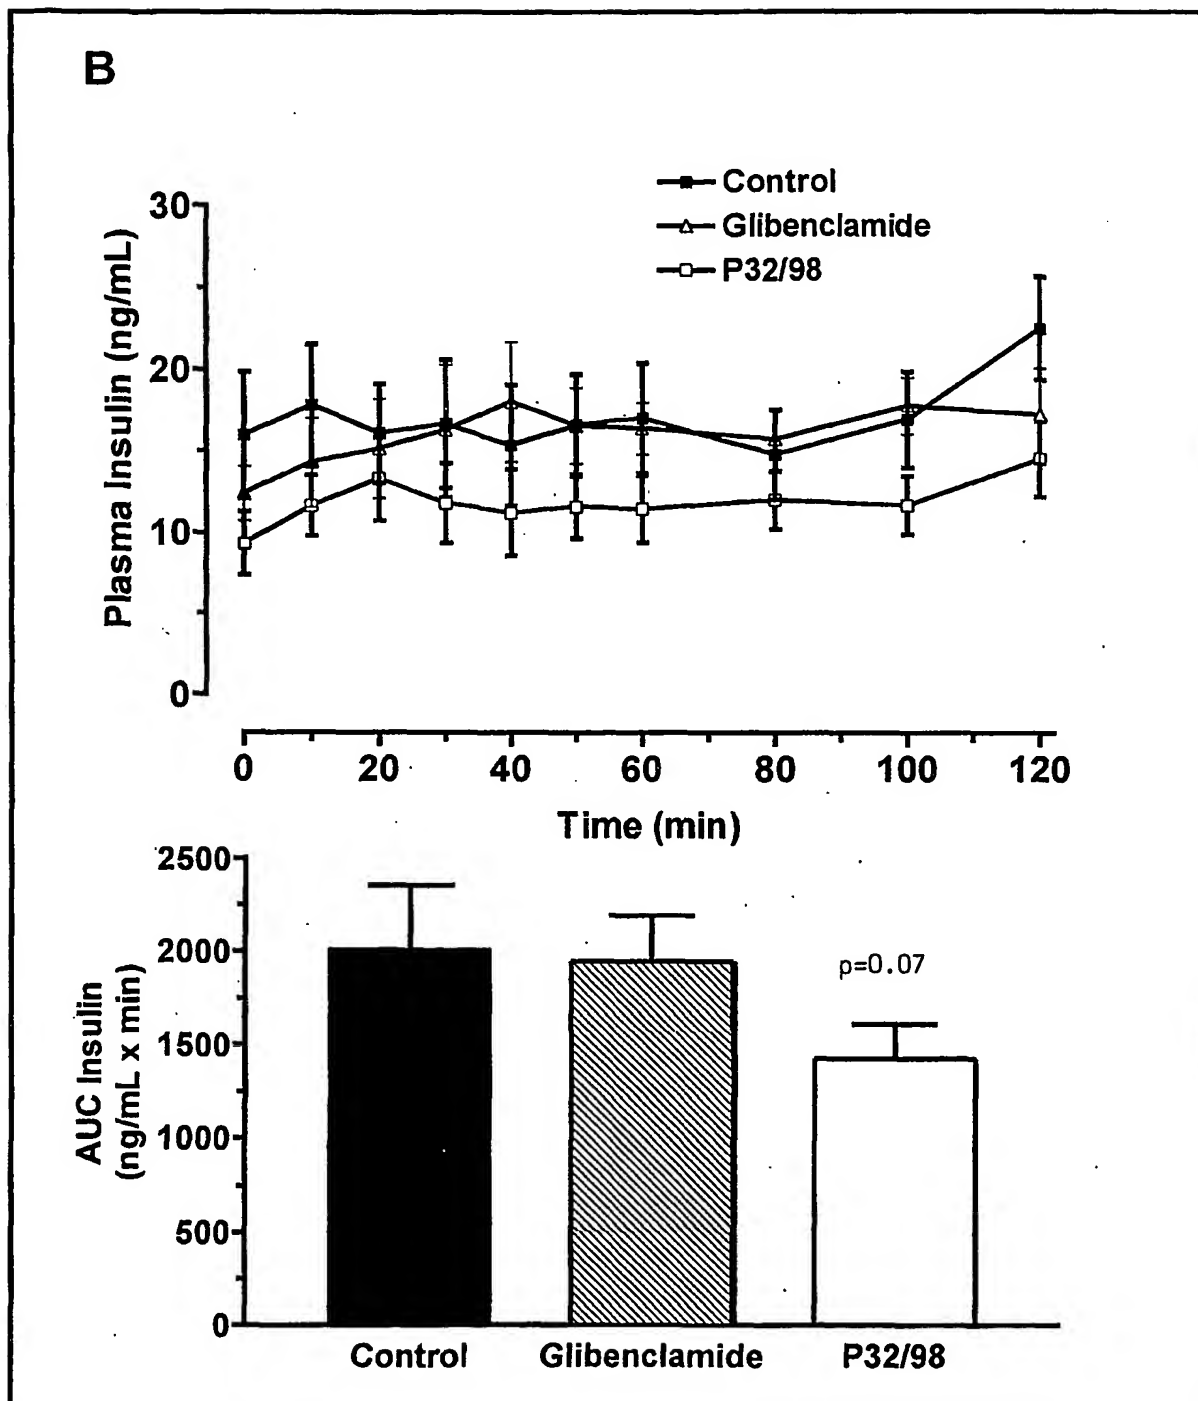 B
Control
Glibenclamide
P32/98
Plasma Insulin (ng/mL)
30
20
10
0
0 20 40 60 80 100 120
Time (min)
AUC Insulin
(ng/mL x min)
2500
2000
1500
1000
500
0
p=0.07
Control Glibenclamide P32/98